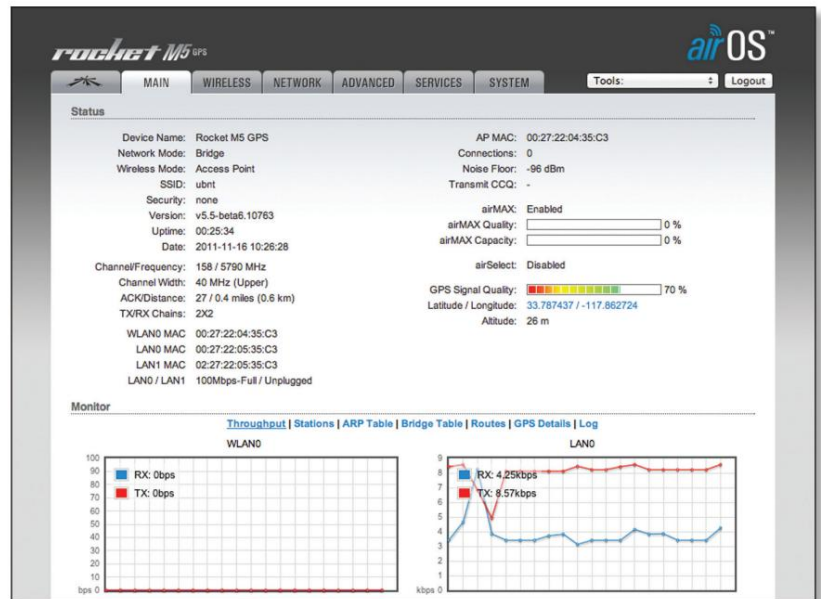 rocket M5 GPS
airOS™
MAIN WIRELESS NETWORK ADVANCED SERVICES SYSTEM Tools: Logout
Status
Device Name: Rocket M5 GPS
Network Mode: Bridge
Wireless Mode: Access Point
SSID: ubnt
Security: none
Version: v5.5-beta6.10763
Uptime: 00:25:34
Date: 2011-11-16 10:26:28
Channel/Frequency: 158 / 5790 MHz
Channel Width: 40 MHz (Upper)
ACK/Distance: 27 / 0.4 miles (0.6 km)
TX/RX Chains: 2X2
WLAN0 MAC 00:27:22:04:35:C3
LAN0 MAC 00:27:22:05:35:C3
LAN1 MAC 02:27:22:05:35:C3
LAN0 / LAN1 100Mbps-Full / Unplugged
AP MAC: 00:27:22:04:35:C3
Connections: 0
Noise Floor: -96 dBm
Transmit CCQ: -
airMAX: Enabled
airMAX Quality: 0 %
airMAX Capacity: 0 %
airSelect: Disabled
GPS Signal Quality: 70 %
Latitude / Longitude: 33.787437 / -117.862724
Altitude: 26 m
Monitor
Throughput | Stations | ARP Table | Bridge Table | Routes | GPS Details | Log
WLAN0
100
90
80
70
60
50
40
30
20
10
bps 0
RX: 0bps
TX: 0bps
LAN0
9
8
7
6
5
4
3
2
1
kbps 0
RX: 4.25kbps
TX: 8.57kbps